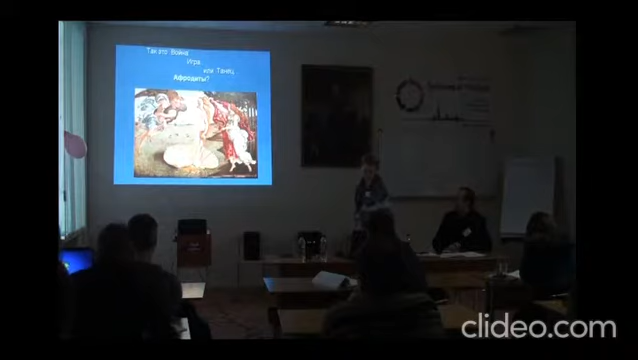 Так это Война
Игра
или Танец
Афродиты?
clideo.com